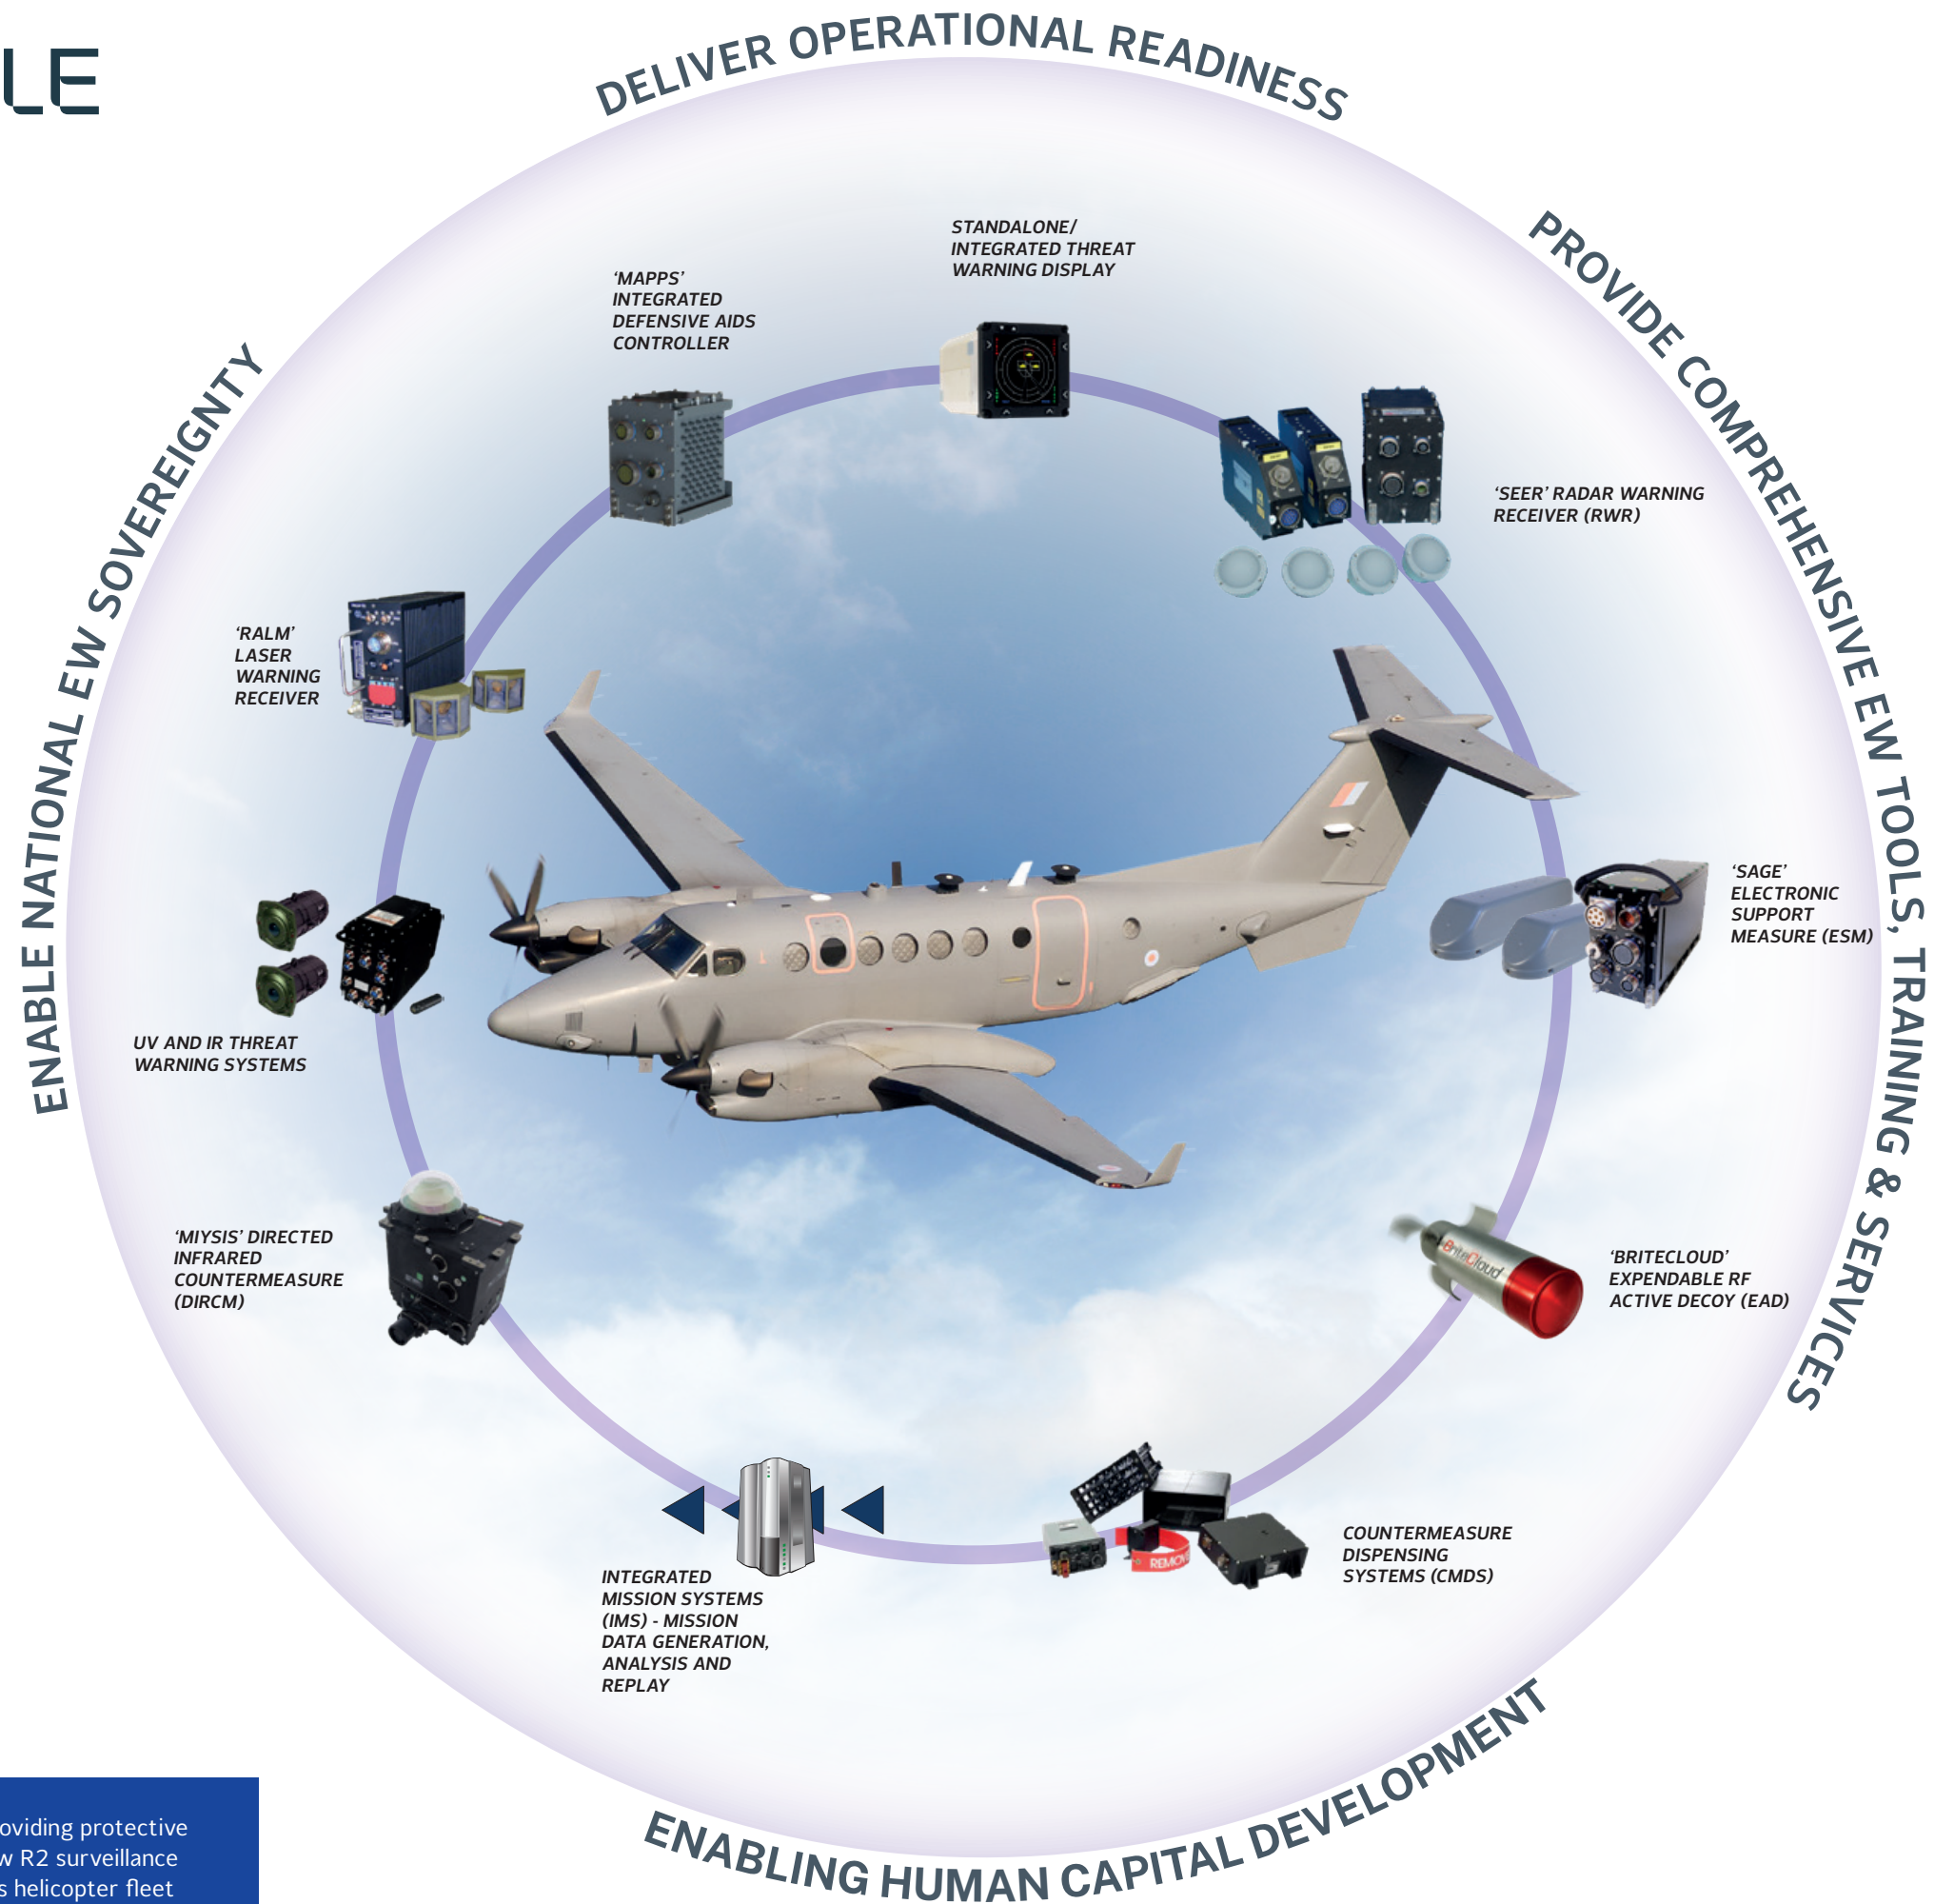 LE
DELIVER OPERATIONAL READINESS
PROVIDE COMPREHENSIVE EW TOOLS, TRAINING & SERVICES
ENABLE NATIONAL EW SOVEREIGNTY
STANDALONE/
INTEGRATED THREAT
WARNING DISPLAY
‘MAPPS’
INTEGRATED
DEFENSIVE AIDS
CONTROLLER
‘SEER’ RADAR WARNING
RECEIVER (RWR)
‘RALM’
LASER
WARNING
RECEIVER
‘SAGE’
ELECTRONIC
SUPPORT
MEASURE (ESM)
UV AND IR THREAT
WARNING SYSTEMS
‘MIYSIS’ DIRECTED
INFRARED
COUNTERMEASURE
(DIRCM)
BriteCloud
‘BRITECLOUD’
EXPENDABLE RF
ACTIVE DECOY (EAD)
REMOV
COUNTERMEASURE
DISPENSING
SYSTEMS (CMDS)
INTEGRATED
MISSION SYSTEMS
(IMS) - MISSION
DATA GENERATION,
ANALYSIS AND
REPLAY
ENABLING HUMAN CAPITAL DEVELOPMENT
oviding protective
w R2 surveillance
s helicopter fleet